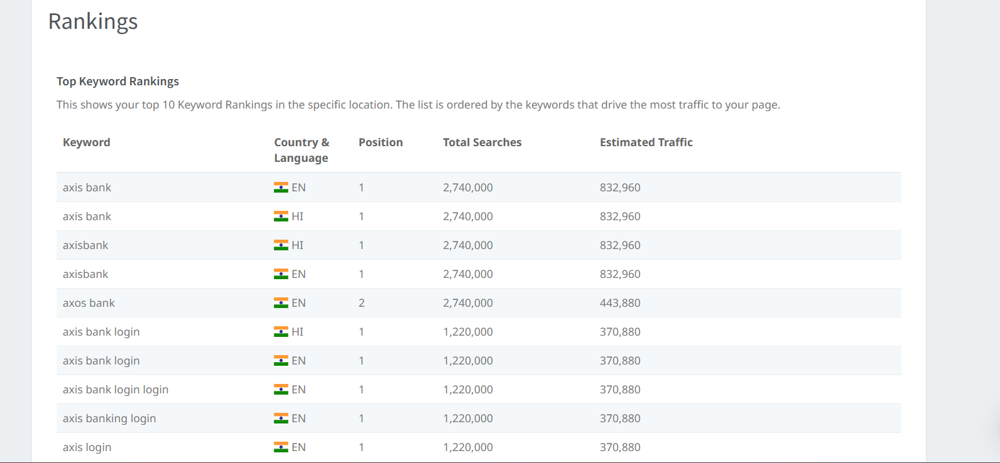 Rankings
Top Keyword Rankings
This shows your top 10 Keyword Rankings in the specific location. The list is ordered by the keywords that drive the most traffic to your page.
Keyword Country & Language Position Total Searches Estimated Traffic
axis bank EN 1 2,740,000 832,960
axis bank HI 1 2,740,000 832,960
axisbank HI 1 2,740,000 832,960
axisbank EN 1 2,740,000 832,960
axos bank EN 2 2,740,000 443,880
axis bank login HI 1 1,220,000 370,880
axis bank login EN 1 1,220,000 370,880
axis bank login login EN 1 1,220,000 370,880
axis banking login EN 1 1,220,000 370,880
axis login EN 1 1,220,000 370,880